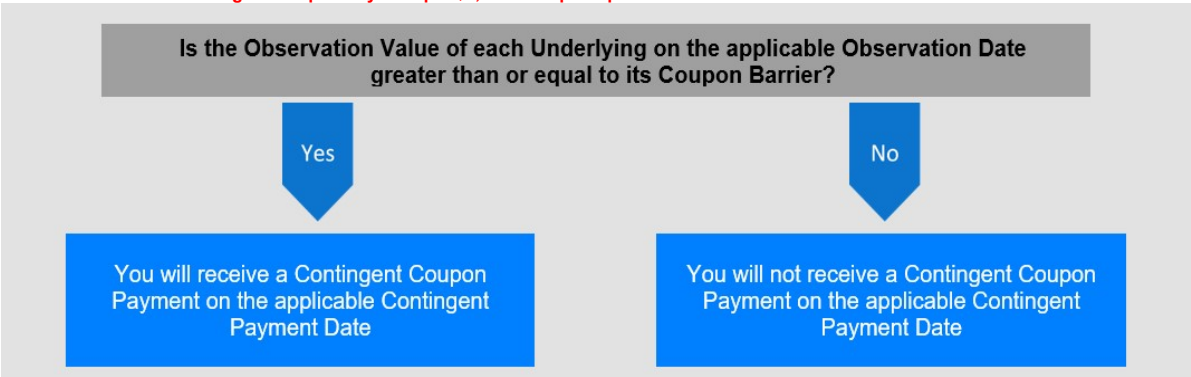 Is the Observation Value of each Underlying on the applicable Observation Date
greater than or equal to its Coupon Barrier?
Yes
No
You will receive a Contingent Coupon
Payment on the applicable Contingent
Payment Date
You will not receive a Contingent Coupon
Payment on the applicable Contingent
Payment Date